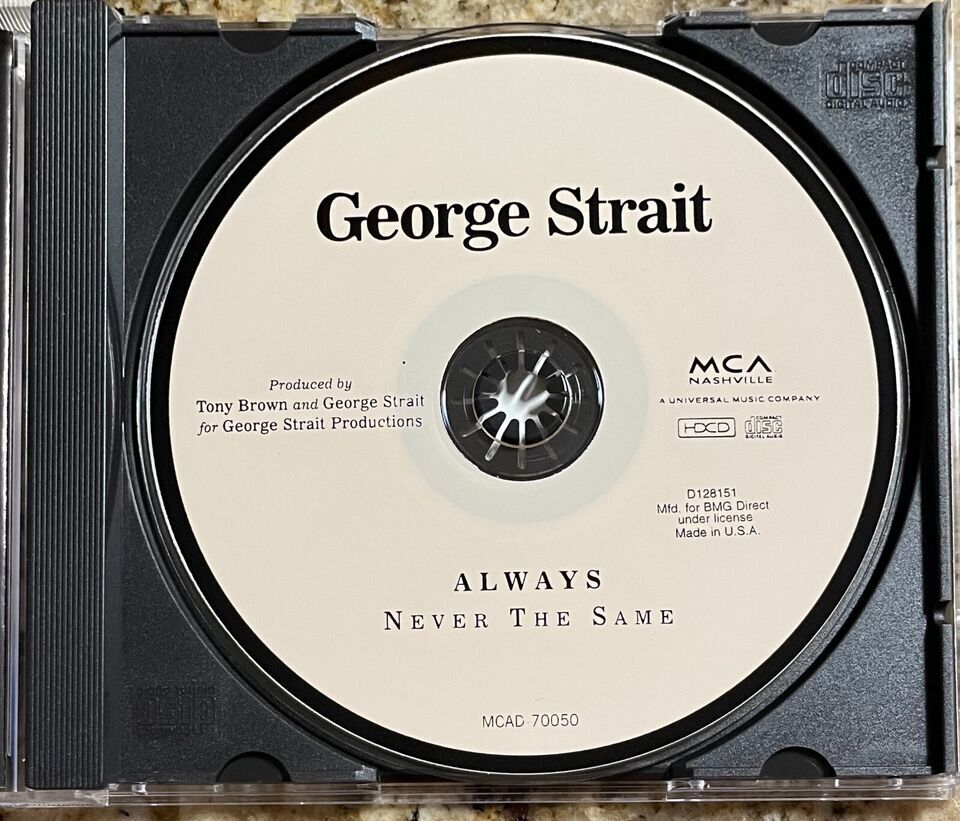 COMPACT
disc
DIGITAL AUDIO
George Strait
Produced by
Tony Brown and George Strait
for George Strait Productions
MCA
NASHVILLE
A UNIVERSAL MUSIC COMPANY
HDCD
COMPACT
disc
DIGITAL AUDIO
D128151
Mfd. for BMG Direct
under license
Made in U.S.A.
ALWAYS
NEVER THE SAME
MCAD-70050